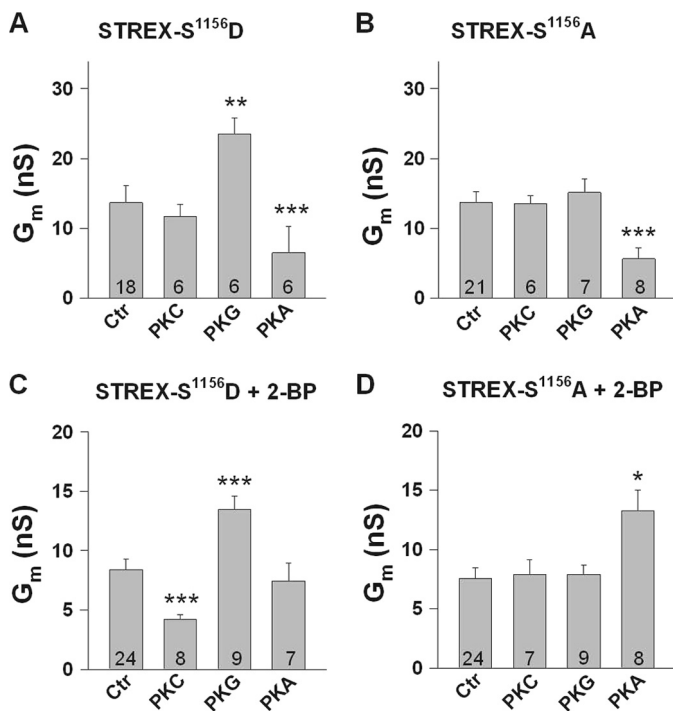 A STREX-S¹¹⁵⁶D
30
20
10
0
Gₘ (nS)
**
***
18 6 6 6
Ctr PKC PKG PKA
B STREX-S¹¹⁵⁶A
30
20
10
0
Gₘ (nS)
***
21 6 7 8
Ctr PKC PKG PKA
C STREX-S¹¹⁵⁶D + 2-BP
20
15
10
5
0
Gₘ (nS)
***
***
24 8 9 7
Ctr PKC PKG PKA
D STREX-S¹¹⁵⁶A + 2-BP
20
15
10
5
0
Gₘ (nS)
*
24 7 9 8
Ctr PKC PKG PKA